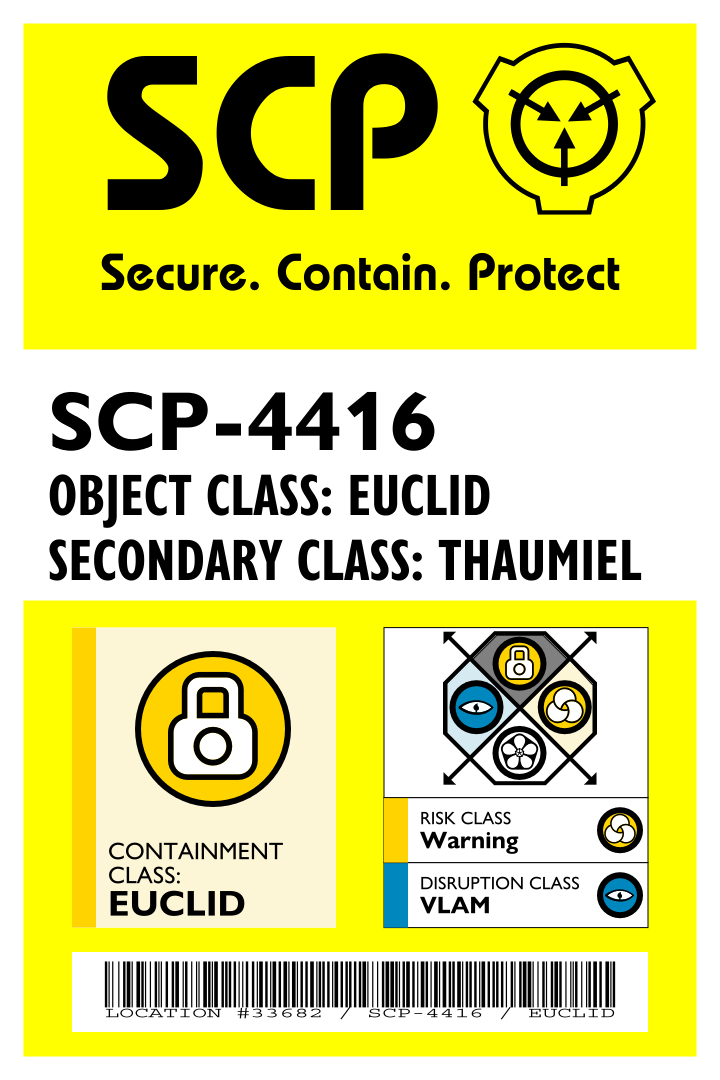 SCP
Secure. Contain. Protect
SCP-4416
OBJECT CLASS: EUCLID
SECONDARY CLASS: THAUMIEL
CONTAINMENT
CLASS:
EUCLID
RISK CLASS
Warning
DISRUPTION CLASS
VLAM
LOCATION #33682 / SCP-4416 / EUCLID